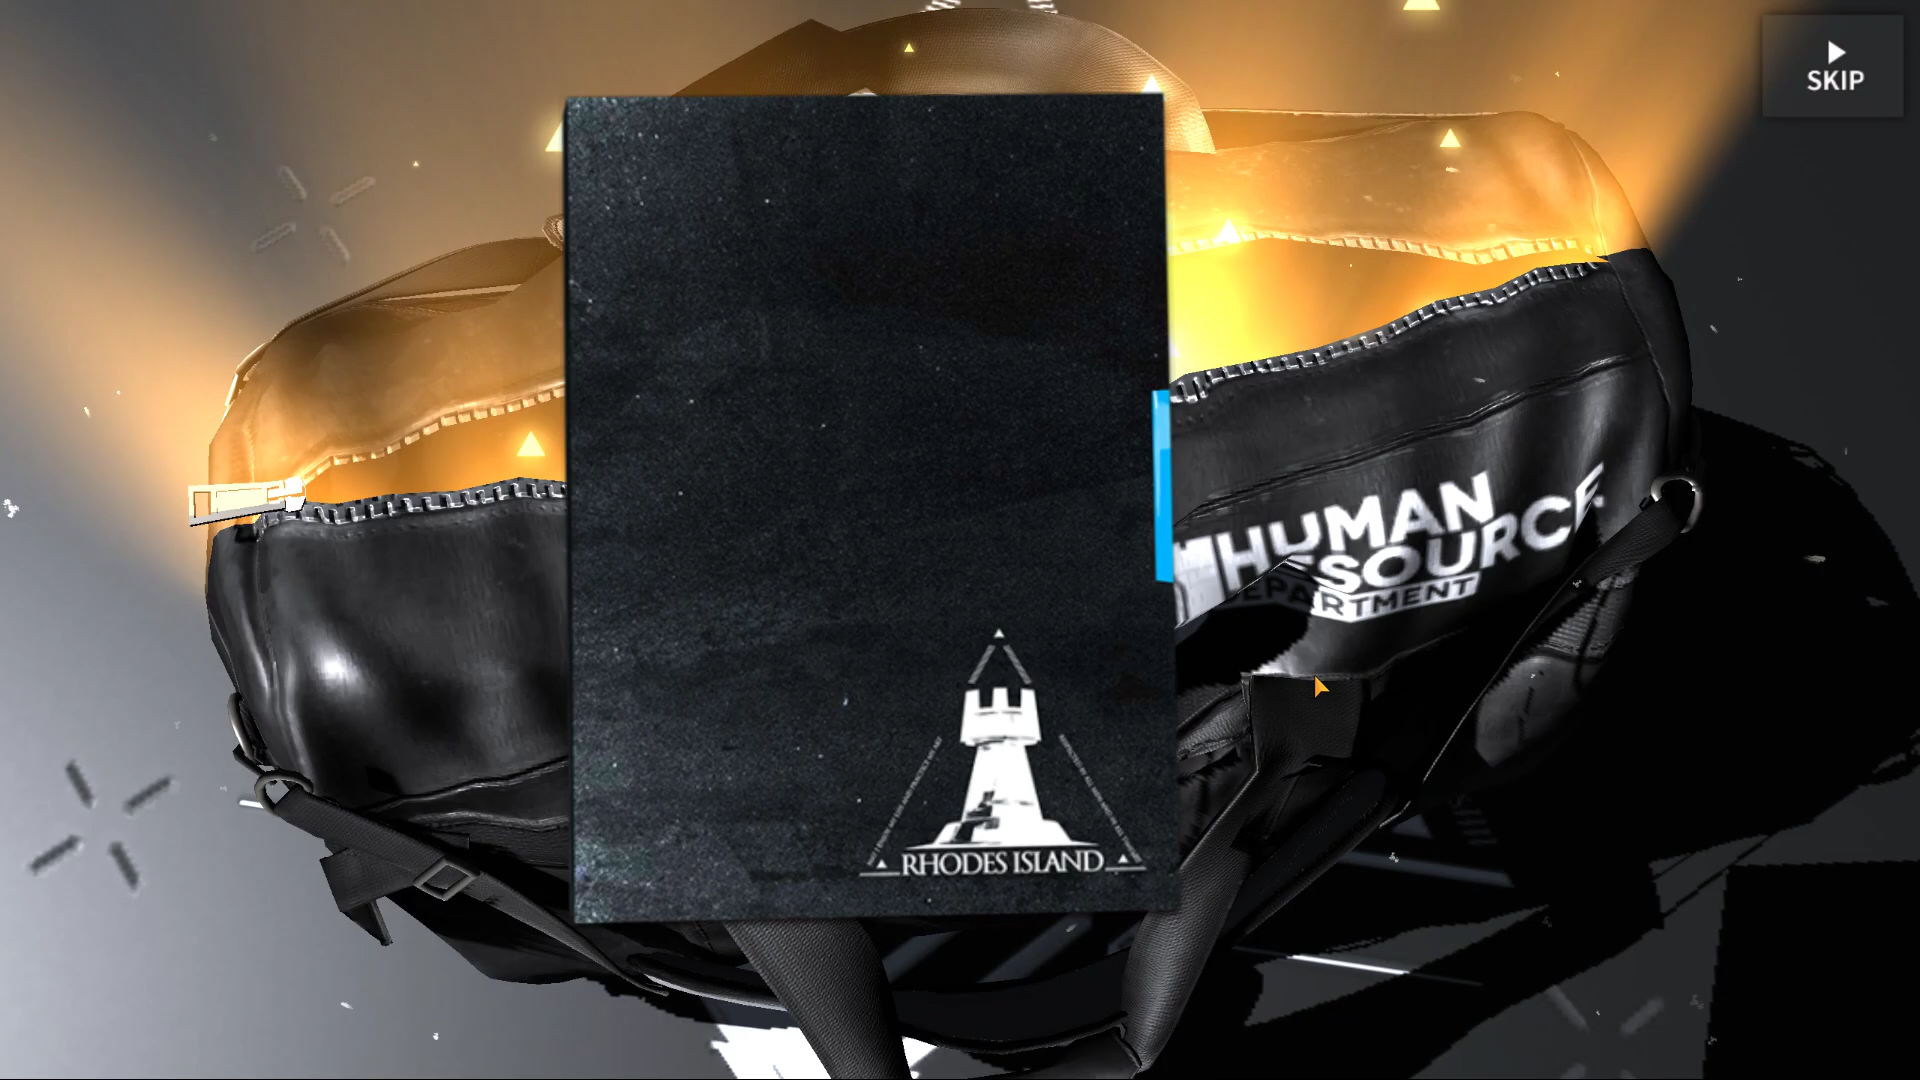 SKIP
HUMAN
RESOURCE
DEPARTMENT
RHODES ISLAND